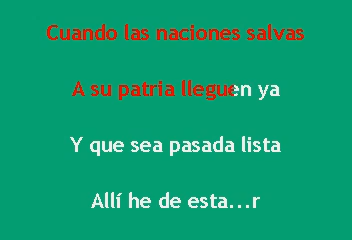 Cuando las naciones salvas
A su patria lleguen ya
Y que sea pasada lista
Allí he de esta...r